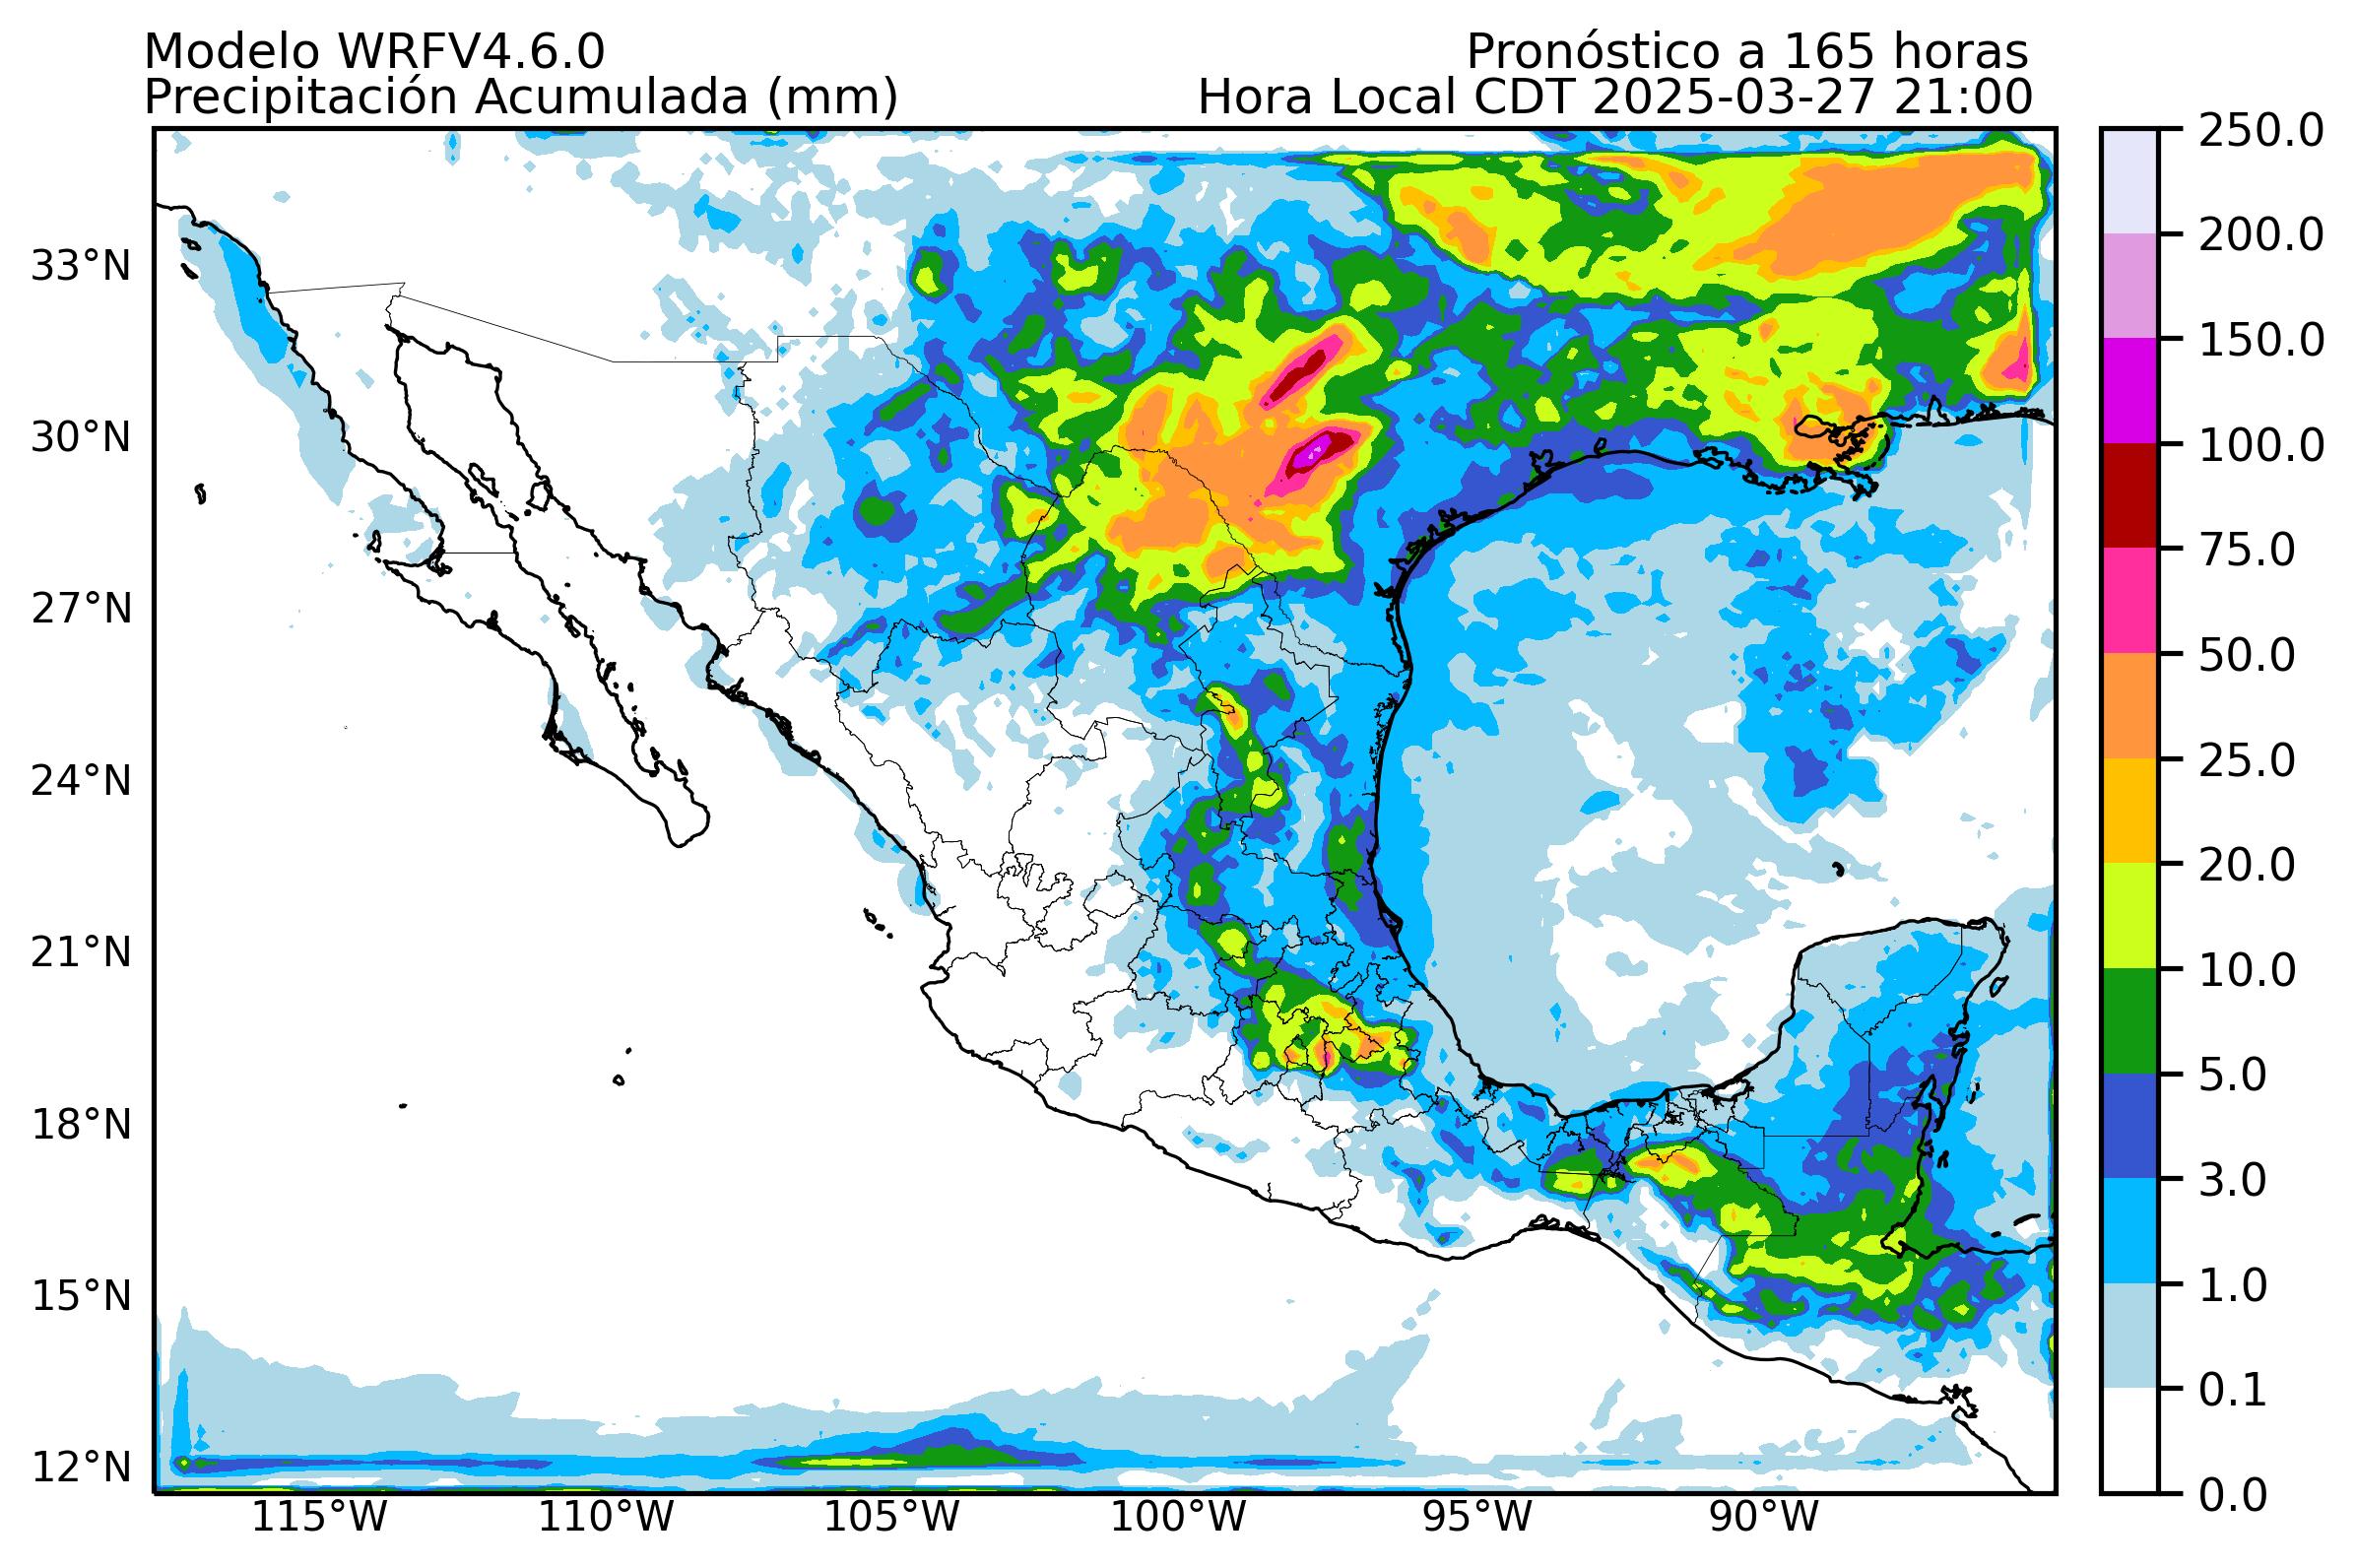 Modelo WRFV4.6.0
Pronóstico a 165 horas
Precipitación Acumulada (mm)
Hora Local CDT 2025-03-27 21:00
250.0
200.0
150.0
100.0
75.0
50.0
25.0
20.0
10.0
5.0
3.0
1.0
0.1
0.0
33°N
30°N
27°N
24°N
21°N
18°N
15°N
12°N
115°W
110°W
105°W
100°W
95°W
90°W